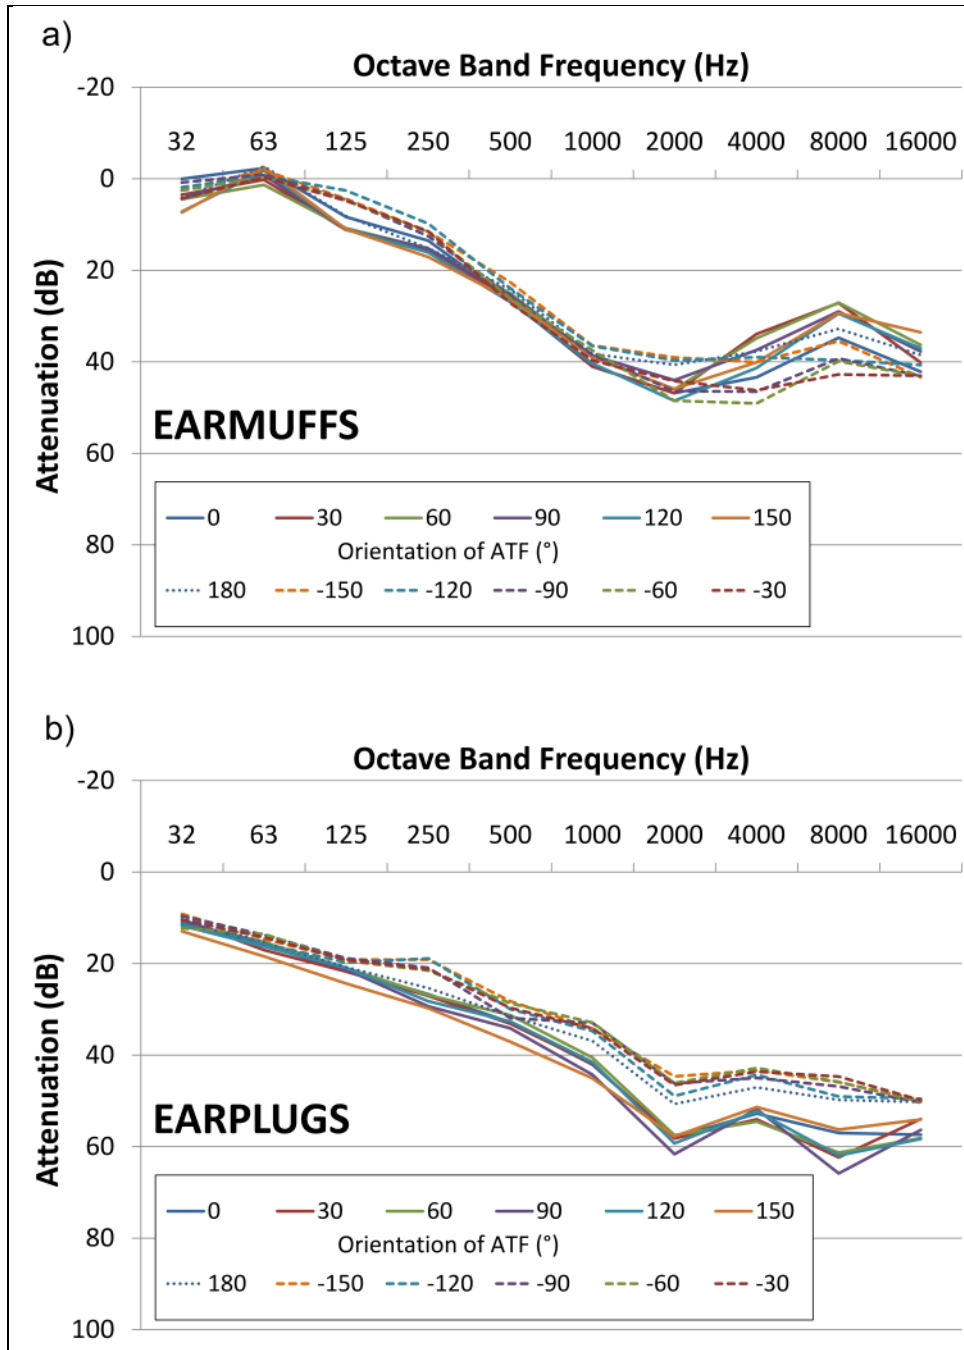 a)
Octave Band Frequency (Hz)
-20
32 63 125 250 500 1000 2000 4000 8000 16000
0
20
40
60
80
100
Attenuation (dB)
EARMUFFS
0 30 60 90 120 150
Orientation of ATF (°)
180 -150 -120 -90 -60 -30
b)
Octave Band Frequency (Hz)
-20
32 63 125 250 500 1000 2000 4000 8000 16000
0
20
40
60
80
100
Attenuation (dB)
EARPLUGS
0 30 60 90 120 150
Orientation of ATF (°)
180 -150 -120 -90 -60 -30